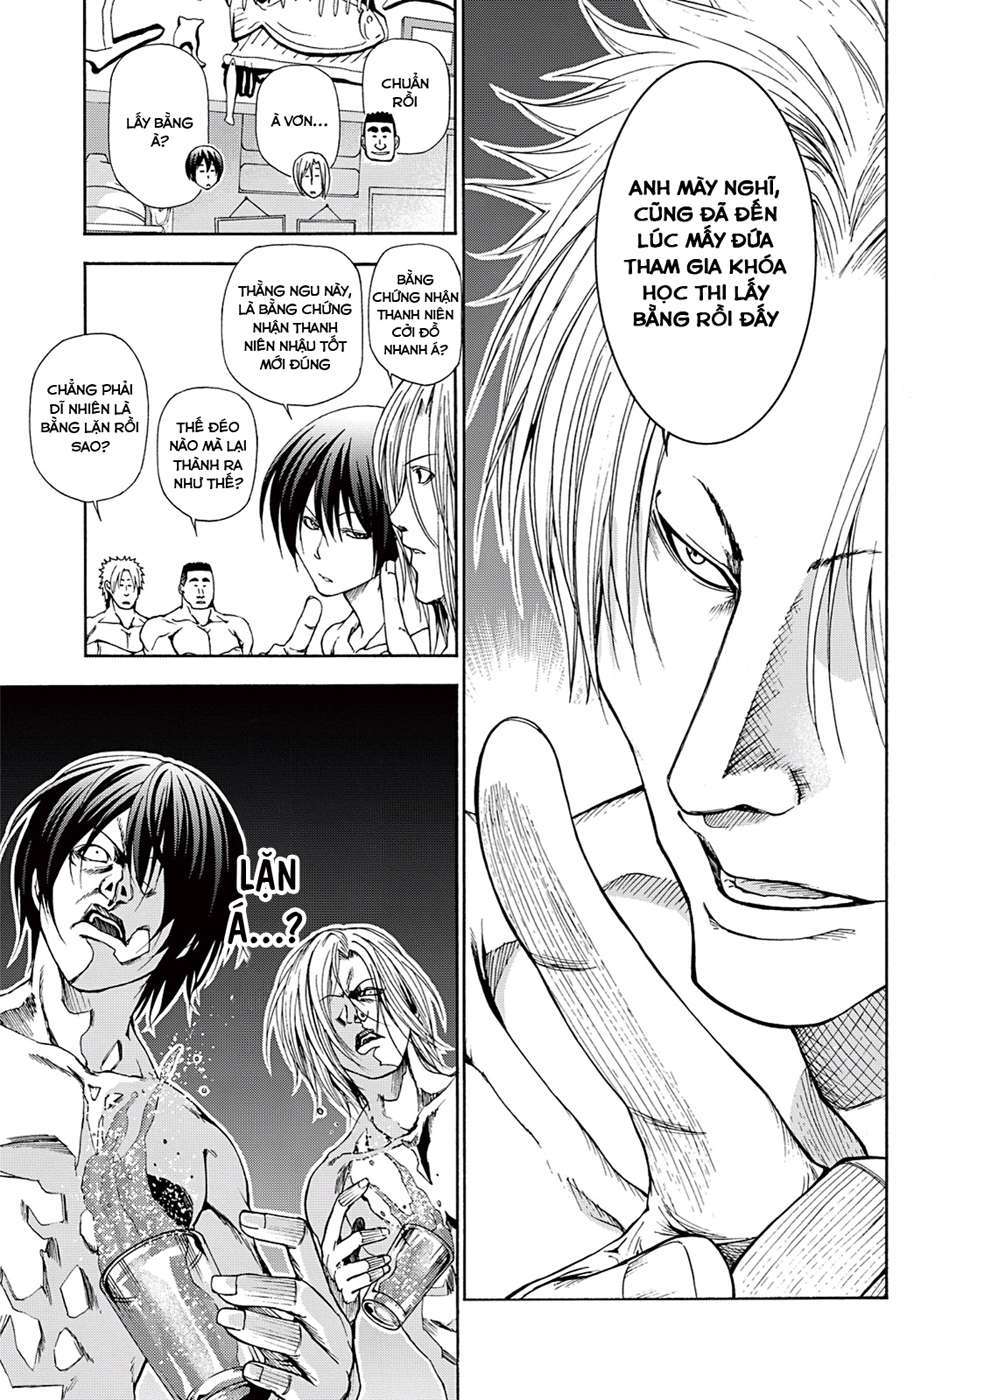 ANH MÀY NGHĨ,
CŨNG ĐÃ ĐẾN
LÚC MẤY ĐỨA
THAM GIA KHÓA
HỌC THI LẤY
BẰNG RỒI ĐẤY
CHUẨN
RỒI
À VƠN...
LẤY BẰNG
À?
BẰNG
CHỨNG NHẬN
THANH NIÊN
CỞI ĐỒ
NHANH Á?
THẰNG NGU NÀY,
LÀ BẰNG CHỨNG
NHẬN THANH
NIÊN NHẬU TỐT
MỚI ĐÚNG
THẾ ĐÉO
NÀO MÀ LẠI
THÀNH RA
NHƯ THẾ?
CHẲNG PHẢI
DĨ NHIÊN LÀ
BẰNG LẶN RỒI
SAO?
LẶN
Á...?